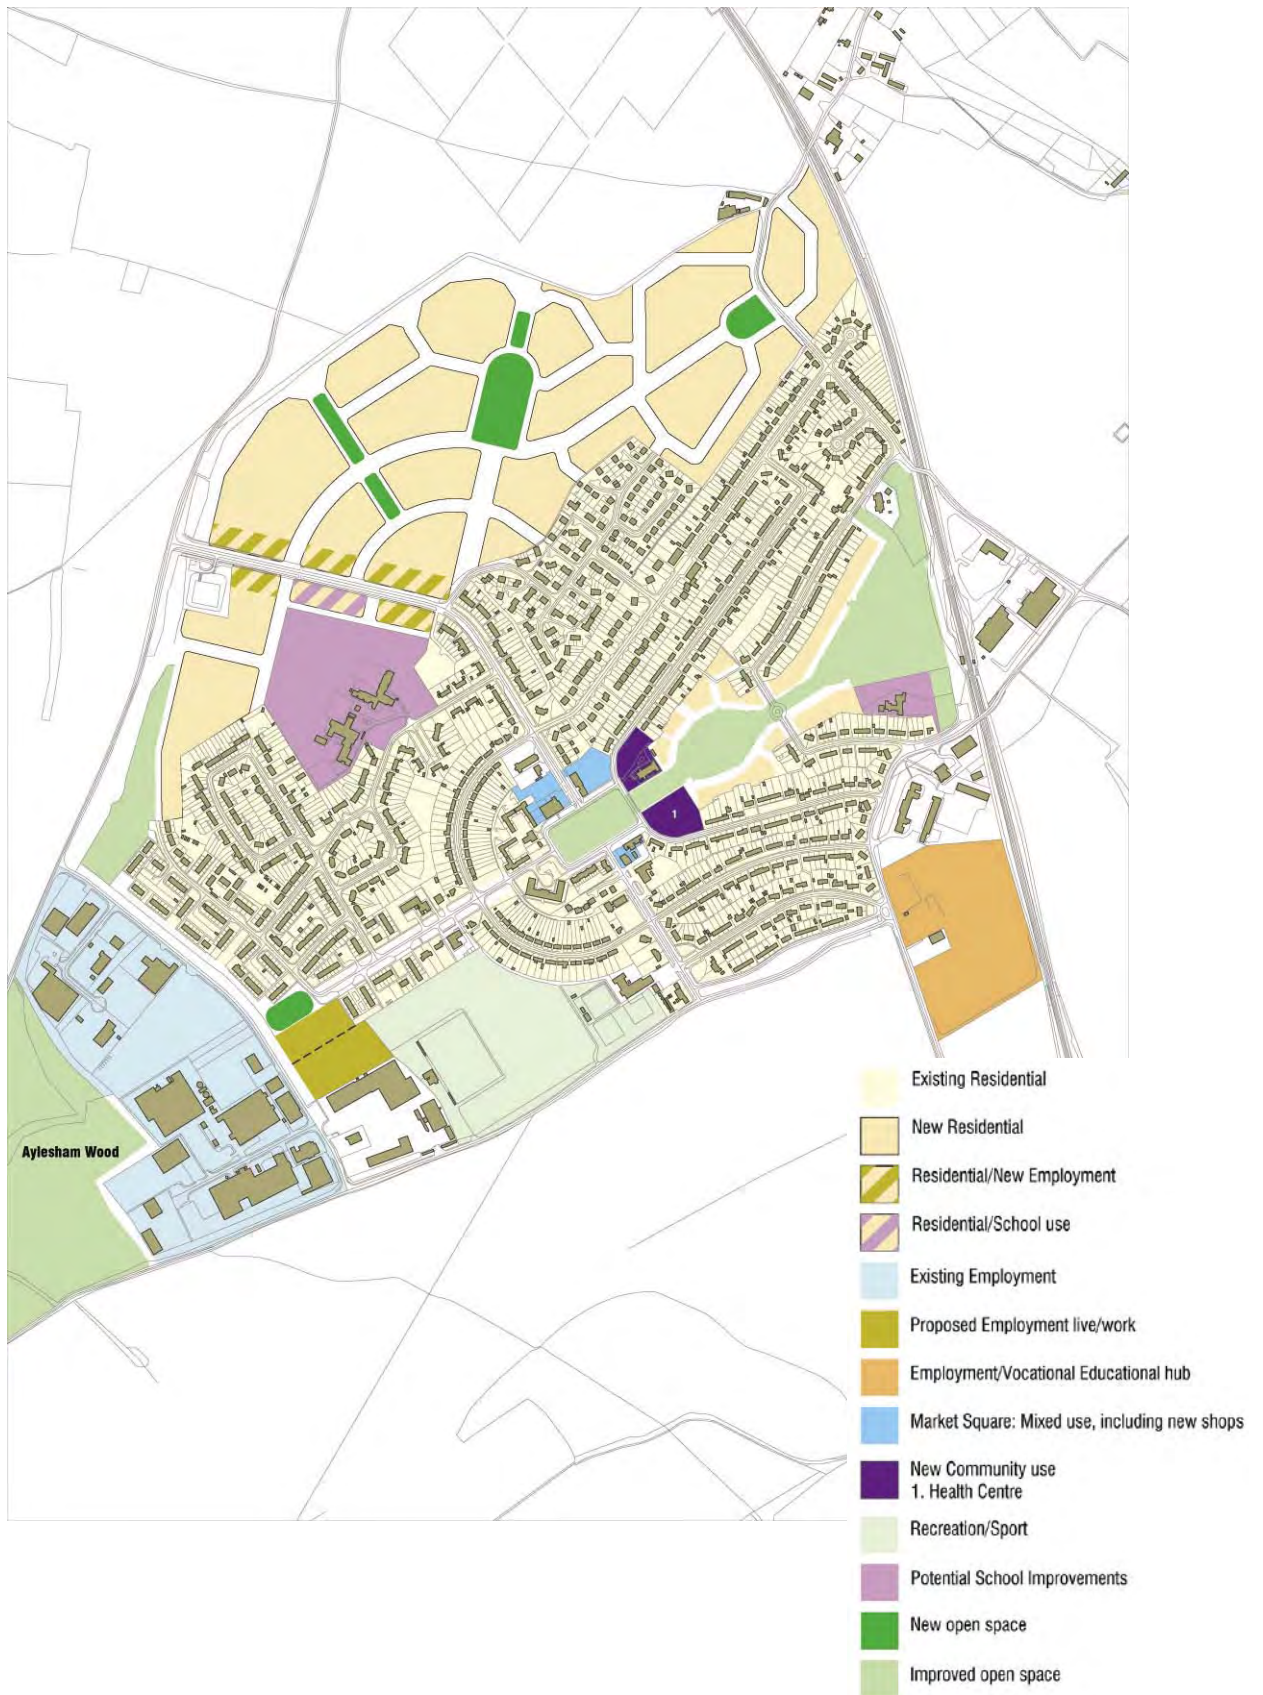 1
Aylesham Wood
Existing Residential
New Residential
Residential/New Employment
Residential/School use
Existing Employment
Proposed Employment live/work
Employment/Vocational Educational hub
Market Square: Mixed use, including new shops
New Community use
1. Health Centre
Recreation/Sport
Potential School Improvements
New open space
Improved open space